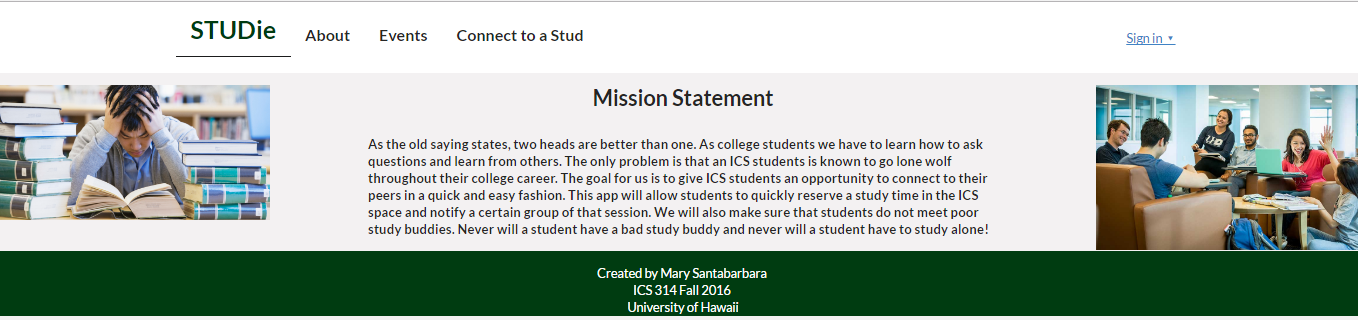 STUDie
About
Events
Connect to a Stud
Sign in
Mission Statement
As the old saying states, two heads are better than one. As college students we have to learn how to ask
questions and learn from others. The only problem is that an ICS students is known to go lone wolf
throughout their college career. The goal for us is to give ICS students an opportunity to connect to their
peers in a quick and easy fashion. This app will allow students to quickly reserve a study time in the ICS
space and notify a certain group of that session. We will also make sure that students do not meet poor
study buddies. Never will a student have a bad study buddy and never will a student have to study alone!
Created by Mary Santabarbara
ICS 314 Fall 2016
University of Hawaii